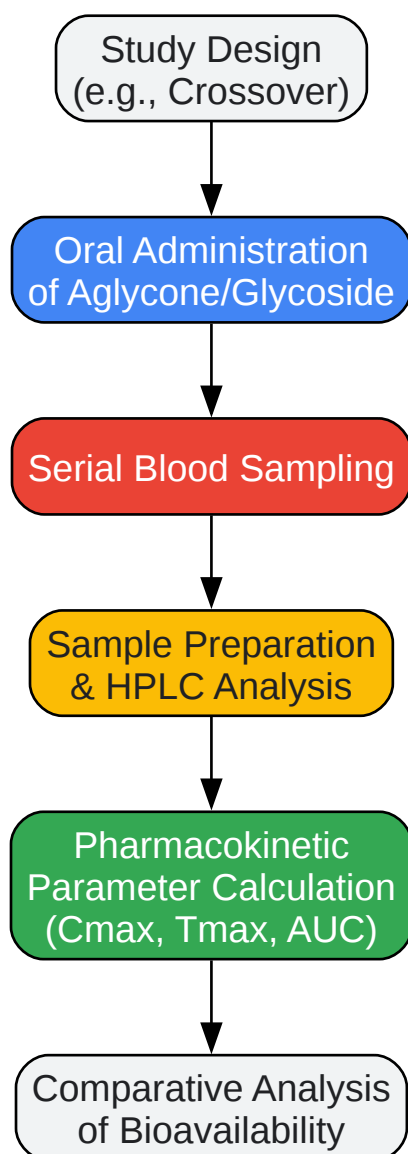 Study Design
(e.g., Crossover)
Oral Administration
of Aglycone/Glycoside
Serial Blood Sampling
Sample Preparation
& HPLC Analysis
Pharmacokinetic
Parameter Calculation
(Cmax, Tmax, AUC)
Comparative Analysis
of Bioavailability